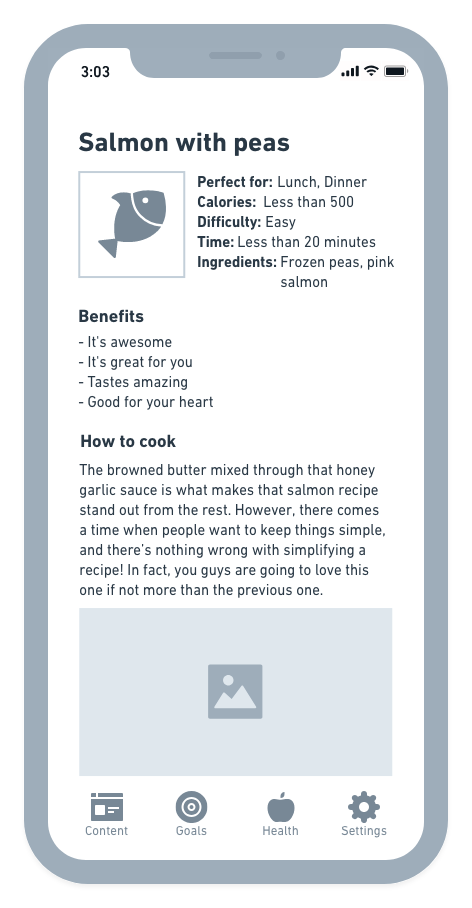 3:03
Salmon with peas
Perfect for: Lunch, Dinner
Calories: Less than 500
Difficulty: Easy
Time: Less than 20 minutes
Ingredients: Frozen peas, pink
salmon
Benefits
- It's awesome
- It's great for you
- Tastes amazing
- Good for your heart
How to cook
The browned butter mixed through that honey
garlic sauce is what makes that salmon recipe
stand out from the rest. However, there comes
a time when people want to keep things simple,
and there's nothing wrong with simplifying a
recipe! In fact, you guys are going to love this
one if not more than the previous one.
Content Goals Health Settings